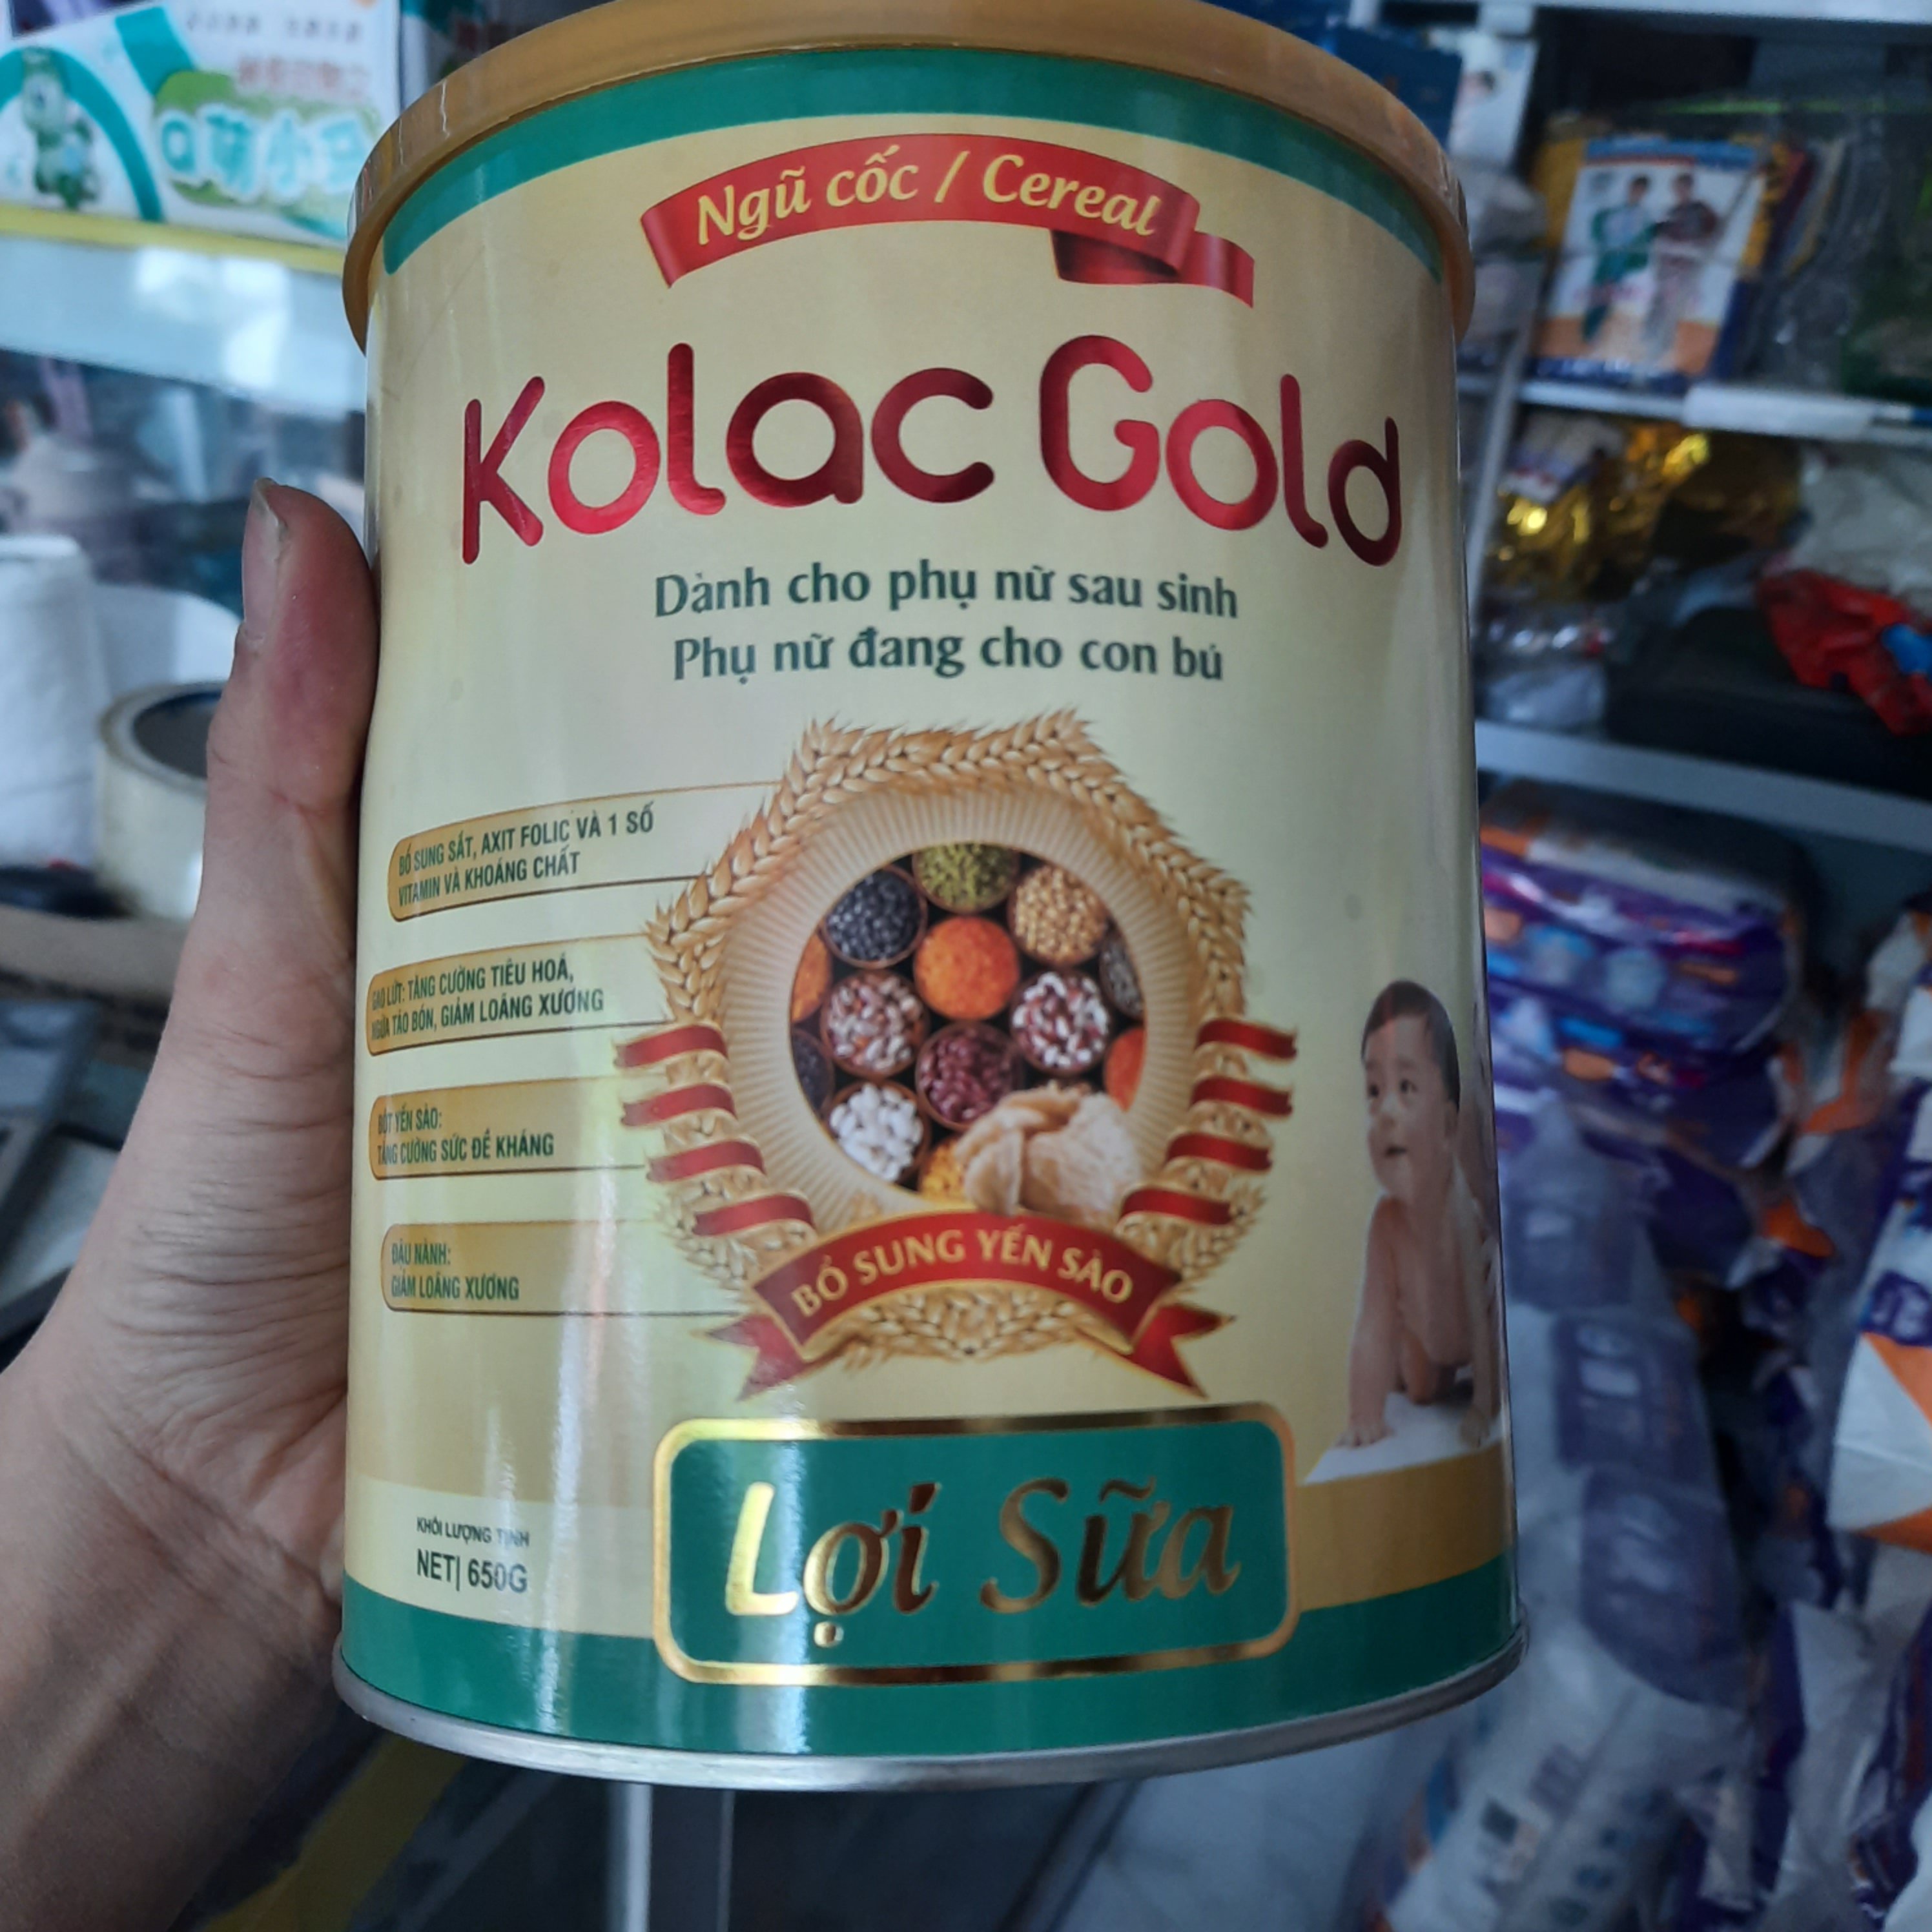 Ngũ cốc / Cereal
Kolac Gold
Dành cho phụ nữ sau sinh
Phụ nữ đang cho con bú
BỔ SUNG SẮT, AXIT FOLIC VÀ 1 SỐ
VITAMIN VÀ KHOÁNG CHẤT
GẠO LỨT: TĂNG CƯỜNG TIÊU HOÁ,
NGỪA TÁO BÓN, GIẢM LOÃNG XƯƠNG
BỘT YẾN SÀO:
TĂNG CƯỜNG SỨC ĐỀ KHÁNG
ĐẬU NÀNH:
GIẢM LOÃNG XƯƠNG
BỔ SUNG YẾN SÀO
Lợi Sữa
KHỐI LƯỢNG TỊNH
NET| 650G